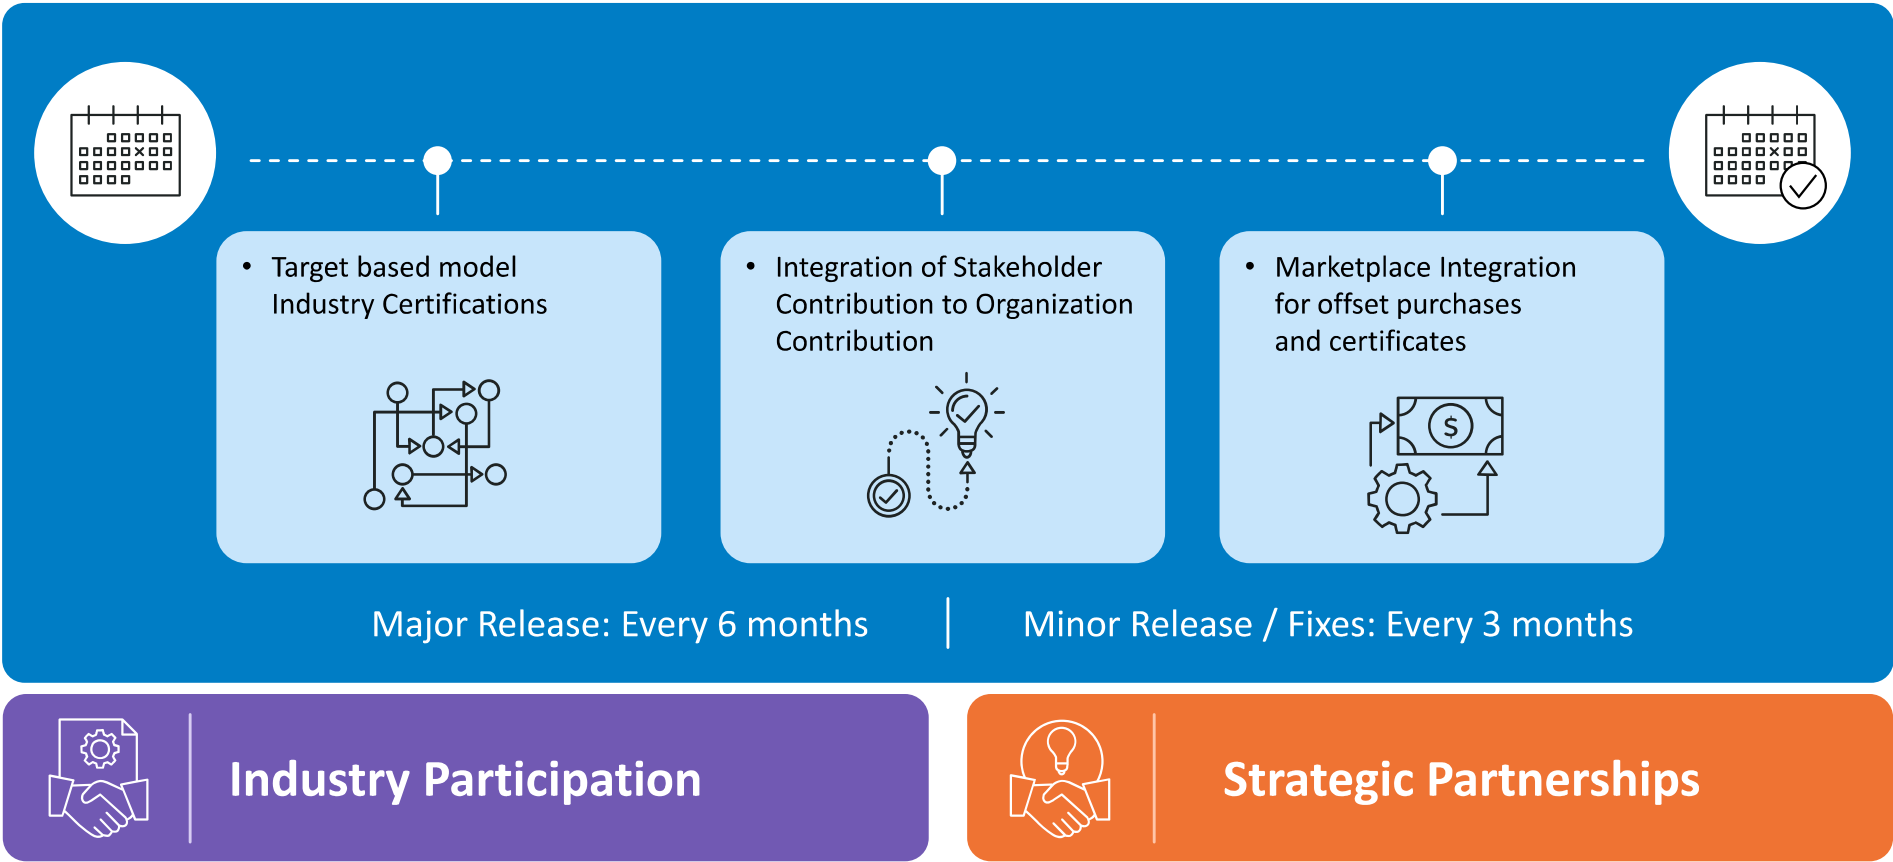 • Target based model
Industry Certifications
• Integration of Stakeholder
Contribution to Organization
Contribution
• Marketplace Integration
for offset purchases
and certificates
$
Major Release: Every 6 months
Minor Release / Fixes: Every 3 months
Industry Participation
Strategic Partnerships